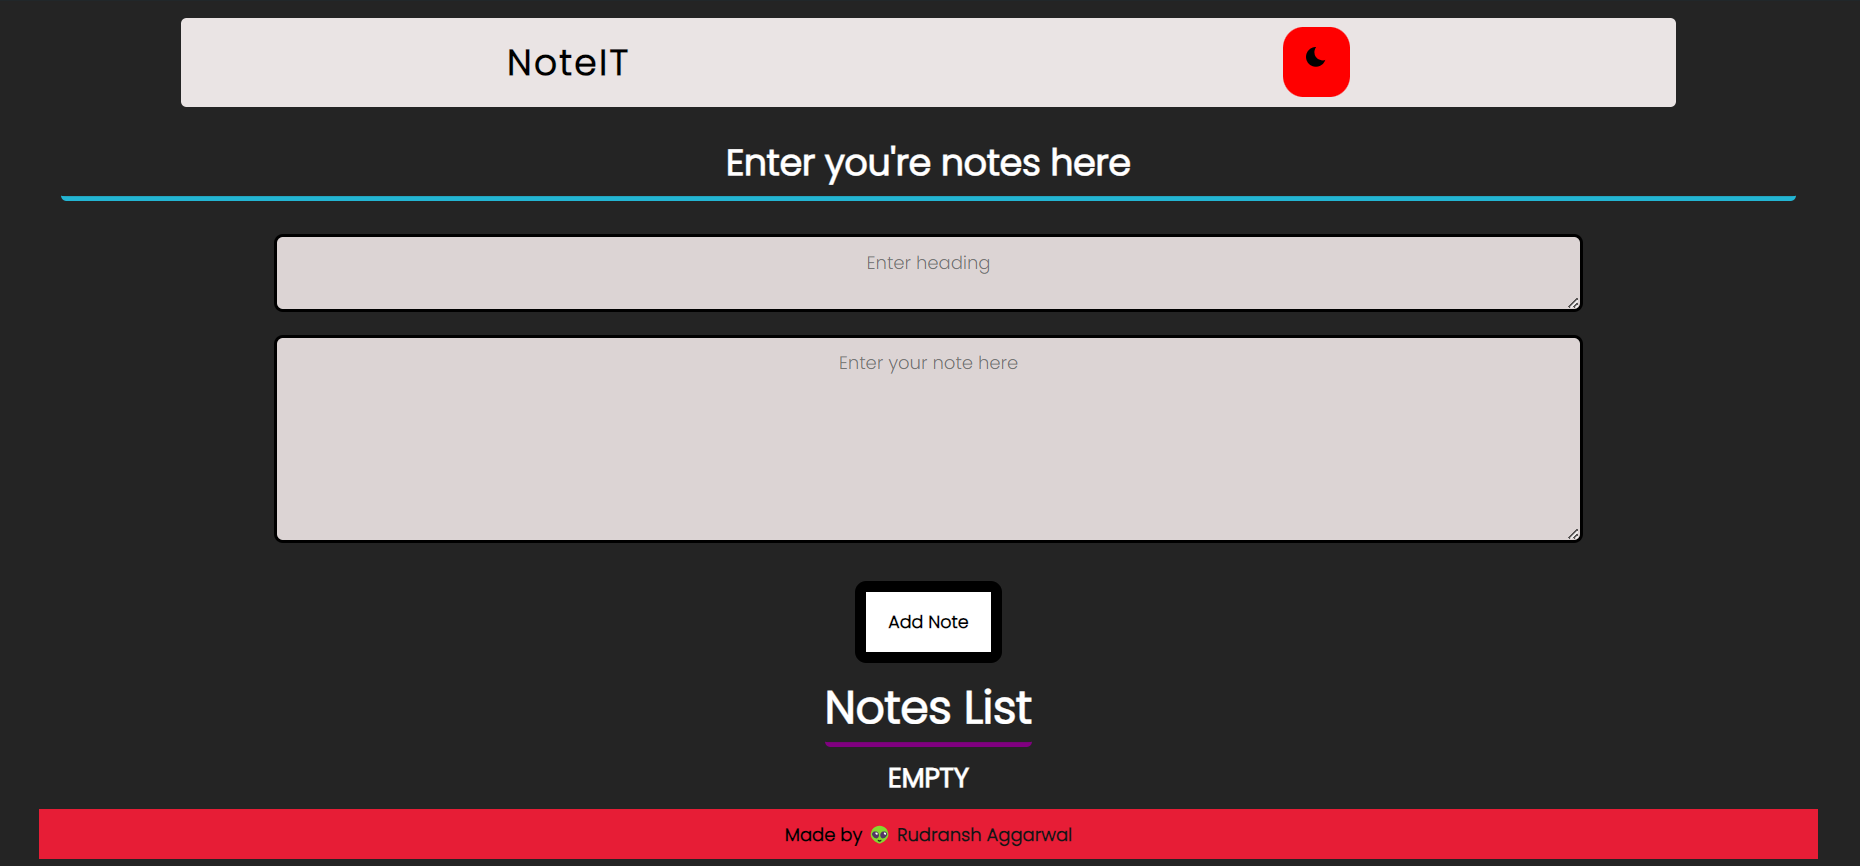 NoteIT
Enter you're notes here
Enter heading
Enter your note here
Add Note
Notes List
EMPTY
Made by 👽 Rudransh Aggarwal